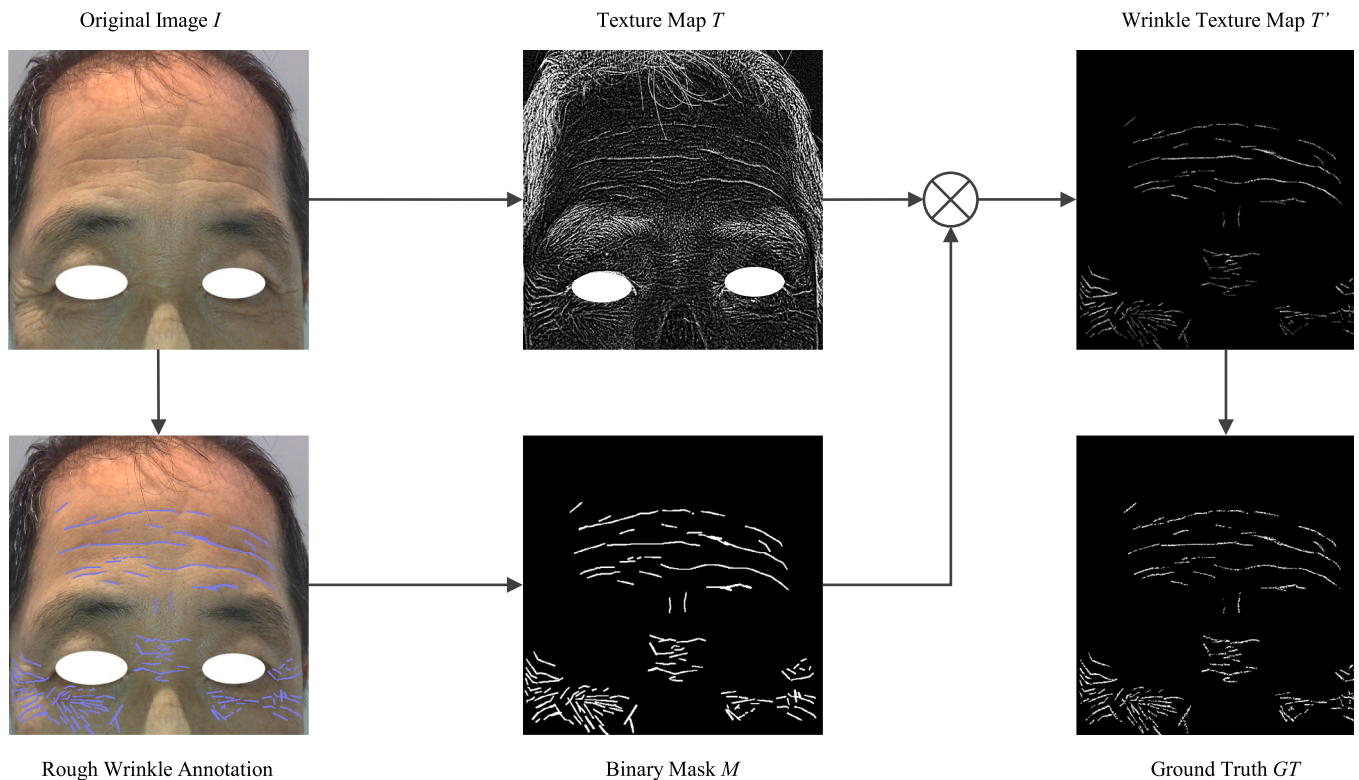 Original Image I
Texture Map T
Wrinkle Texture Map T’
Rough Wrinkle Annotation
Binary Mask M
Ground Truth GT